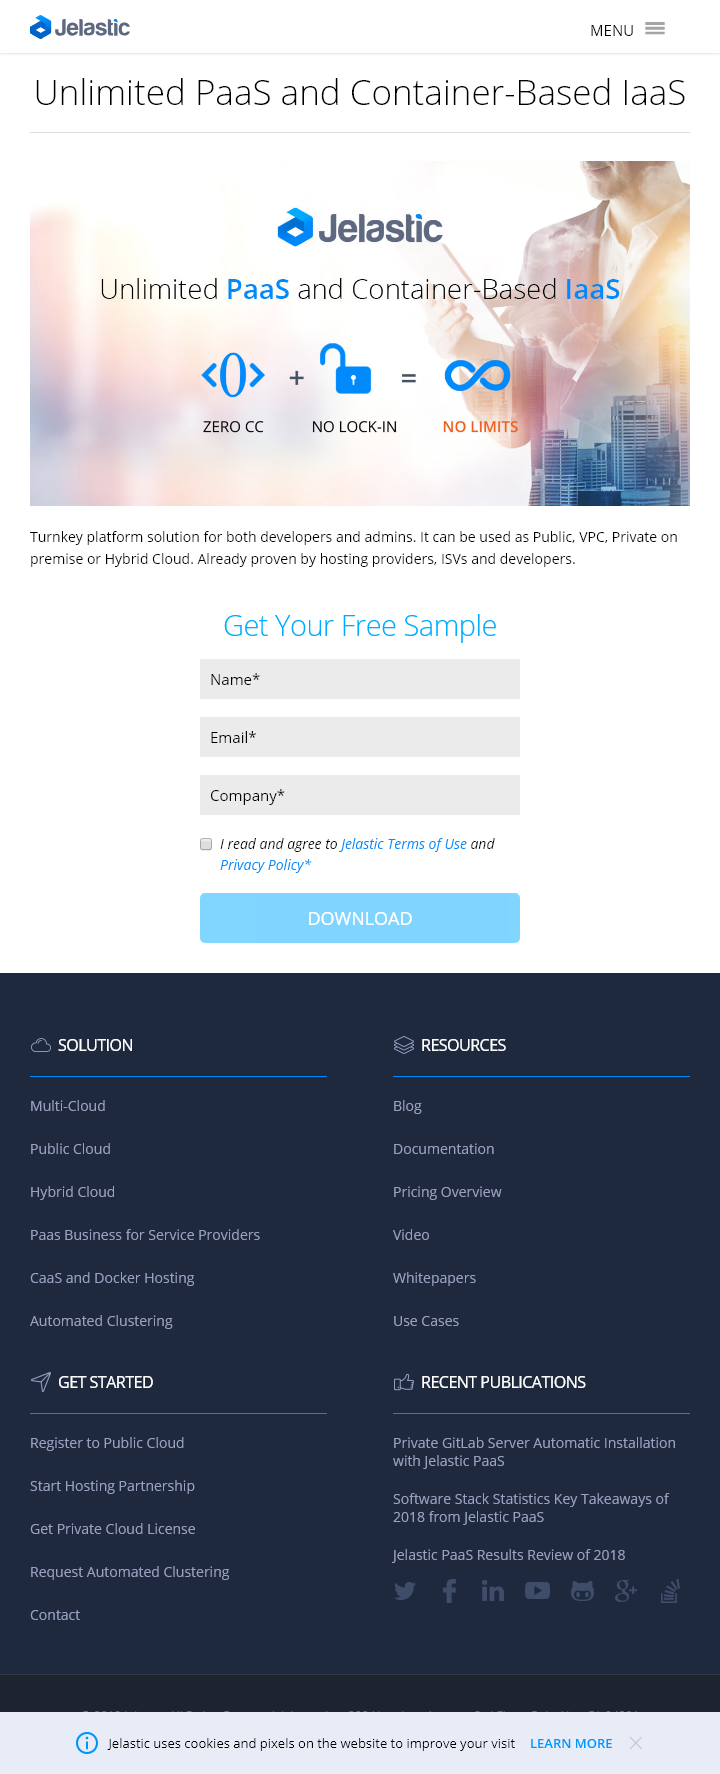 Jelastic
MENU
Unlimited PaaS and Container-Based IaaS
Jelastic
Unlimited PaaS and Container-Based IaaS
+ =
ZERO CC NO LOCK-IN NO LIMITS
Turnkey platform solution for both developers and admins. It can be used as Public, VPC, Private on
premise or Hybrid Cloud. Already proven by hosting providers, ISVs and developers.
Get Your Free Sample
Name*
Email*
Company*
I read and agree to Jelastic Terms of Use and
Privacy Policy*
DOWNLOAD
SOLUTION
Multi-Cloud
Public Cloud
Hybrid Cloud
Paas Business for Service Providers
CaaS and Docker Hosting
Automated Clustering
RESOURCES
Blog
Documentation
Pricing Overview
Video
Whitepapers
Use Cases
GET STARTED
Register to Public Cloud
Start Hosting Partnership
Get Private Cloud License
Request Automated Clustering
Contact
RECENT PUBLICATIONS
Private GitLab Server Automatic Installation
with Jelastic PaaS
Software Stack Statistics Key Takeaways of
2018 from Jelastic PaaS
Jelastic PaaS Results Review of 2018
Jelastic uses cookies and pixels on the website to improve your visit LEARN MORE